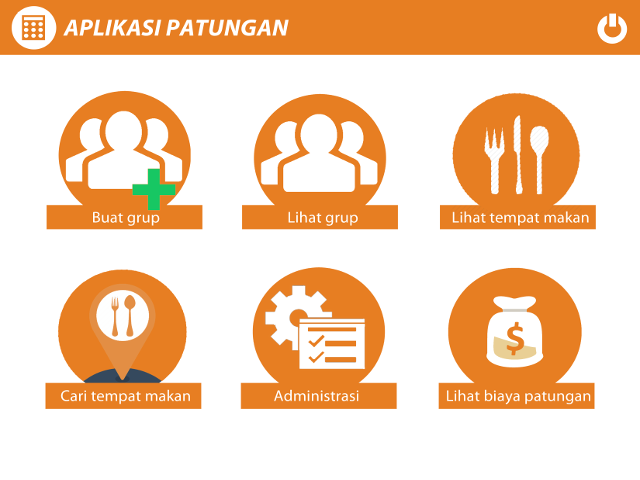 APLIKASI PATUNGAN
Buat grup
Lihat grup
Lihat tempat makan
$
Cari tempat makan
Administrasi
Lihat biaya patungan